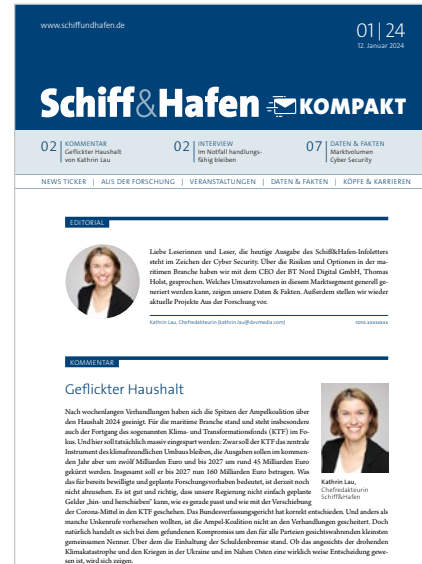 www.schiffundhafen.de
01|24
12. Januar 2024
Schiff&Hafen KOMPAKT
02 KOMMENTAR
Geflickter Haushalt
von Kathrin Lau
02 INTERVIEW
Im Notfall handlungs-
fähig bleiben
07 DATEN & FAKTEN
Marktvolumen
Cyber Security
NEWS TICKER | AUS DER FORSCHUNG | VERANSTALTUNGEN | DATEN & FAKTEN | KÖPFE & KARRIEREN
EDITORIAL
Liebe Leserinnen und Leser, die heutige Ausgabe des Schiff&Hafen-Infoletters
steht im Zeichen der Cyber Security. Über die Risiken und Optionen in der ma-
ritimen Branche haben wir mit dem CEO der BT Nord Digital GmbH, Thomas
Holst, gesprochen. Welches Umsatzvolumen in diesem Marktsegment generell ge-
neriert werden kann, zeigen unsere Daten & Fakten. Außerdem stellen wir wieder
aktuelle Projekte Aus der Forschung vor.
Kathrin Lau, Chefredakteurin (kathrin.lau@dvvmedia.com)
KOMMENTAR
Geflickter Haushalt
Nach wochenlangen Verhandlungen haben sich die Spitzen der Ampelkoalition über
den Haushalt 2024 geeinigt. Für die maritime Branche stand und steht insbesondere
auch der Fortgang des sogenannten Klima- und Transformationsfonds (KTF) im Fo-
kus. Und hier soll tatsächlich massiv eingespart werden: Zwar soll der KTF das zentrale
Instrument des klimafreundlichen Umbaus bleiben, die Ausgaben sollen im kommen-
den Jahr aber um zwölf Milliarden Euro und bis 2027 um rund 45 Milliarden Euro
gekürzt werden. Insgesamt soll er bis 2027 nun 160 Milliarden Euro betragen. Was
das für bereits bewilligte und geplante Forschungsvorhaben bedeutet, ist derzeit noch
nicht abzusehen. Es ist gut und richtig, dass unsere Regierung nicht einfach geplante
Gelder „hin- und herschieben“ kann, wie es gerade passt und wie mit der Verschiebung
der Corona-Mittel in den KTF geschehen. Das Bundesverfassungsgericht hat korrekt entschieden. Und anders als
manche Unkenrufe vorhersehen wollten, ist die Ampel-Koalition nicht an den Verhandlungen gescheitert. Doch
natürlich handelt es sich bei dem gefundenen Kompromiss um den für alle Parteien gesichtswahrenden kleinsten
gemeinsamen Nenner. Über dem die Einhaltung der Schuldenbremse stand. Ob das angesichts der drohenden
Klimakatastrophe und den Kriegen in der Ukraine und im Nahen Osten eine wirklich weise Entscheidung gewe-
sen ist, wird sich zeigen.
Kathrin Lau,
Chefredakteurin
Schiff&Hafen